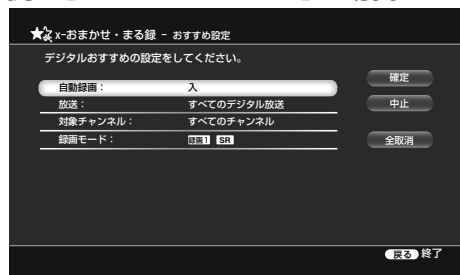 x-おまかせ・まる録 - おすすめ設定
デジタルおすすめの設定をしてください。
自動録画： 入
放送： すべてのデジタル放送
対象チャンネル： すべてのチャンネル
録画モード： 録画1 SR
確定
中止
全取消
戻る 終了